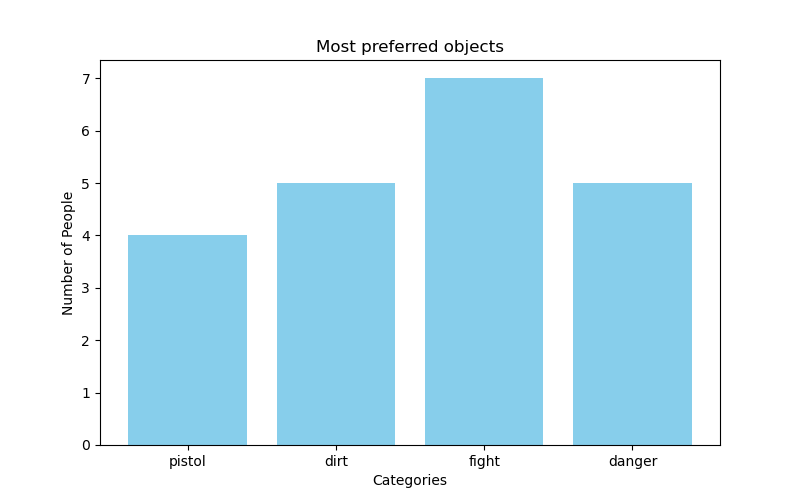 Most preferred objects
Number of People
7
6
5
4
3
2
1
0
pistol dirt fight danger
Categories